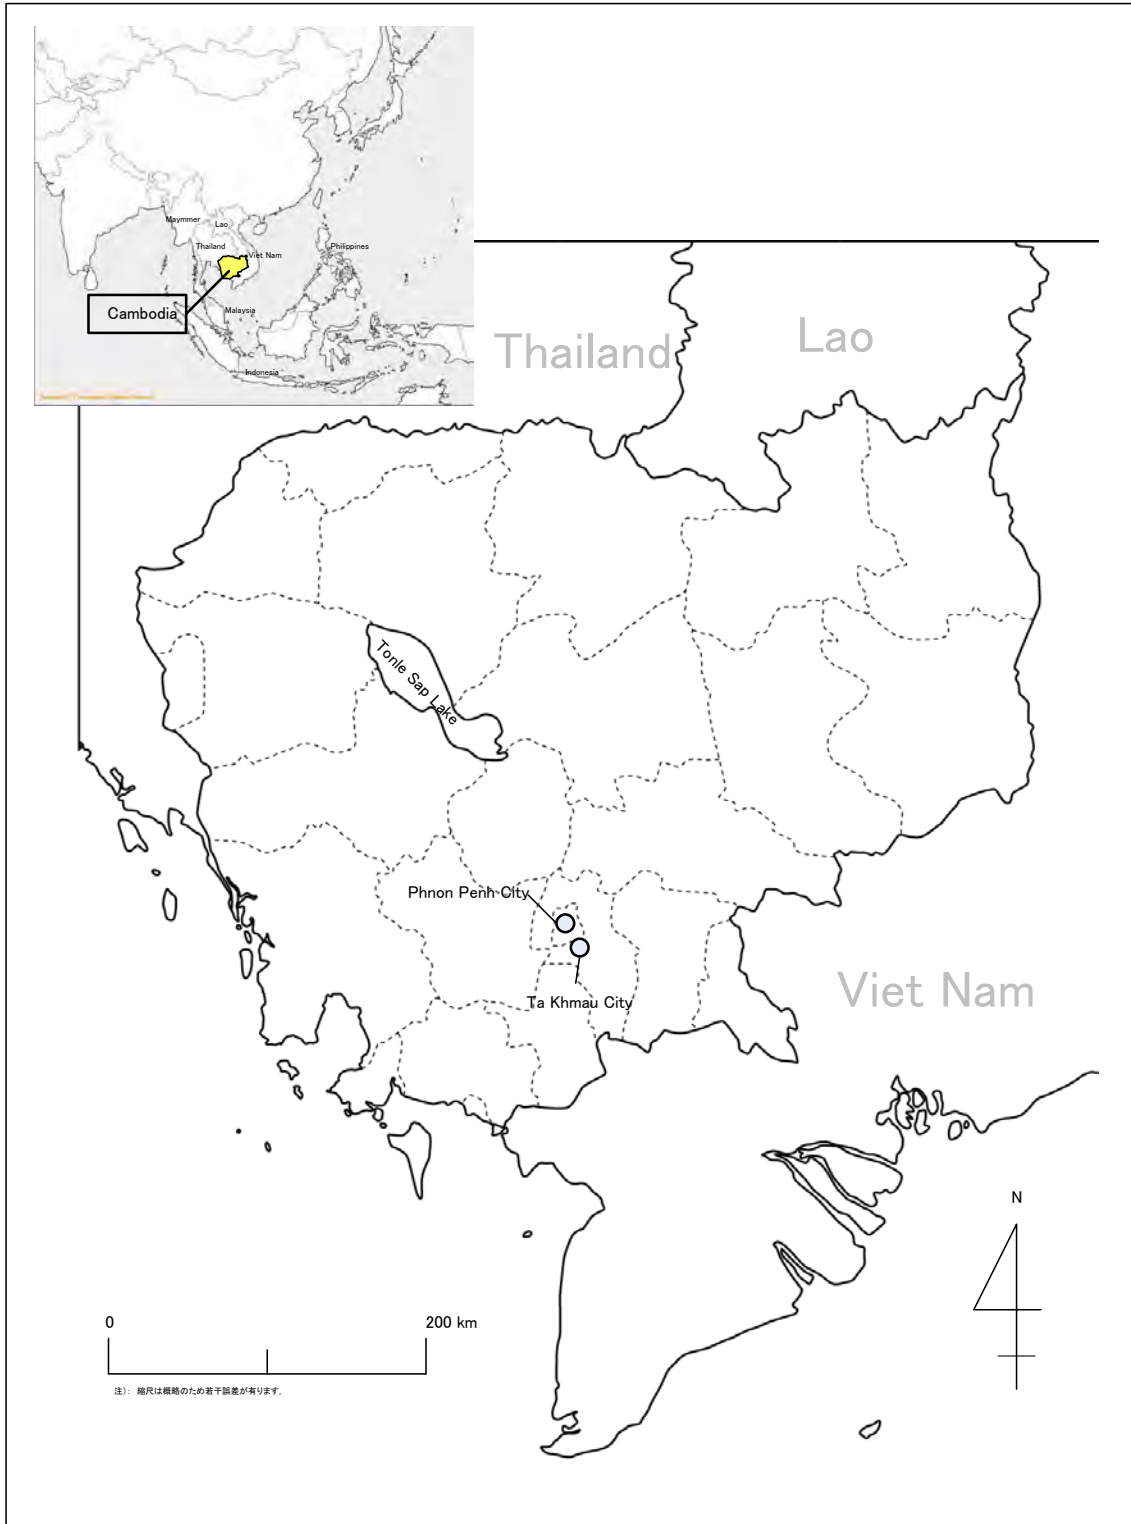 Maymmer
Lao
Thailand
Viet Nam
Philippines
Cambodia
Malaysia
Indonesia
Thailand
Lao
Tonle Sap Lake
Phnon Penh City
Ta Khmau City
Viet Nam
N
0
200 km
注): 縮尺は概略のため若干誤差が有ります.